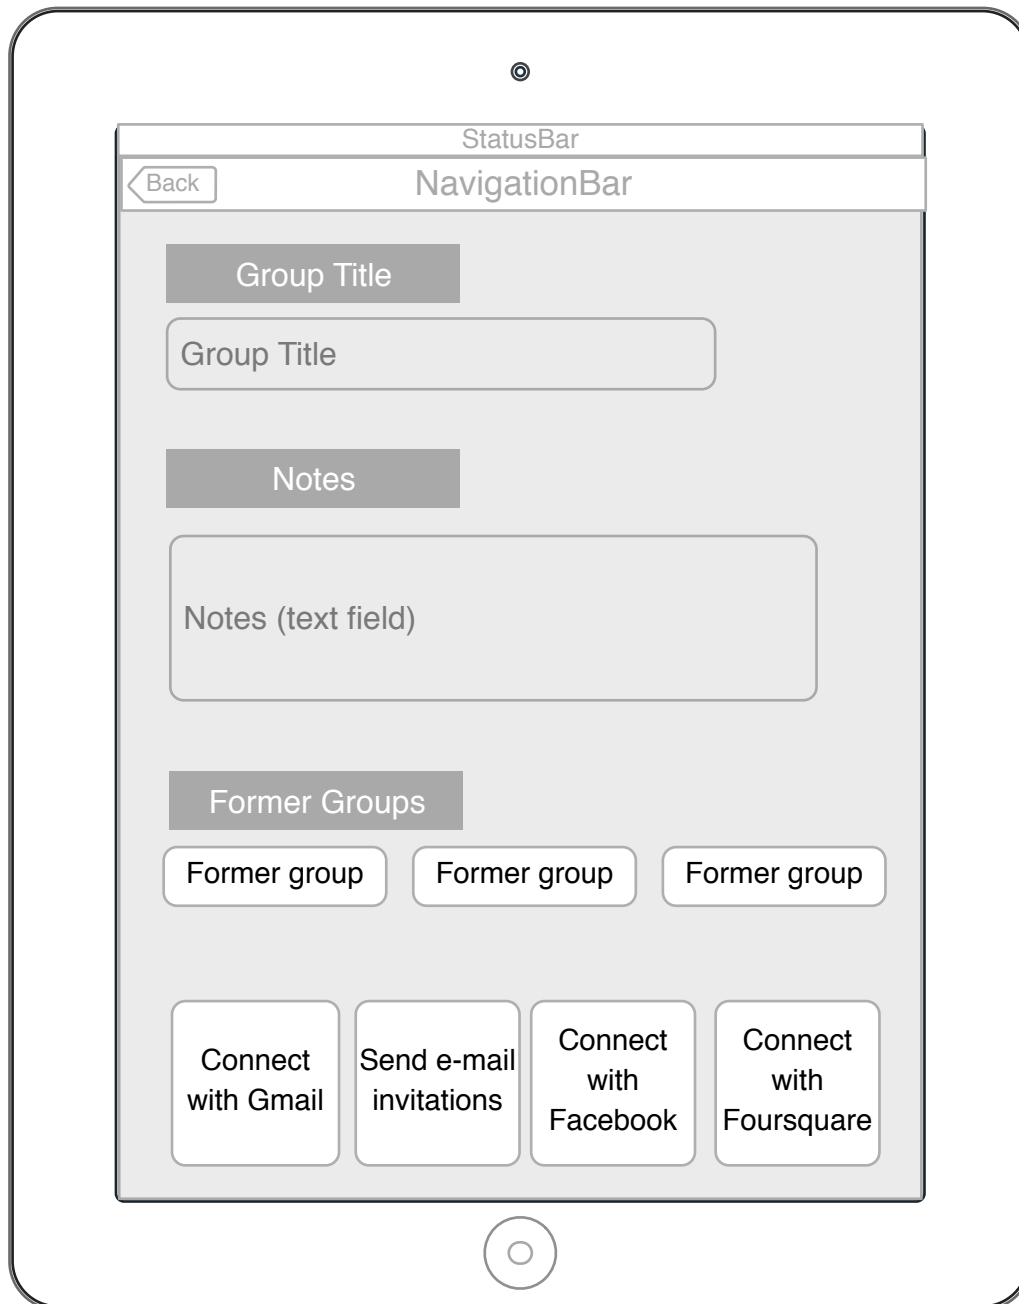 StatusBar
Back
NavigationBar
Group Title
Group Title
Notes
Notes (text field)
Former Groups
Former group
Former group
Former group
Connect
with Gmail
Send e-mail
invitations
Connect
with
Facebook
Connect
with
Foursquare